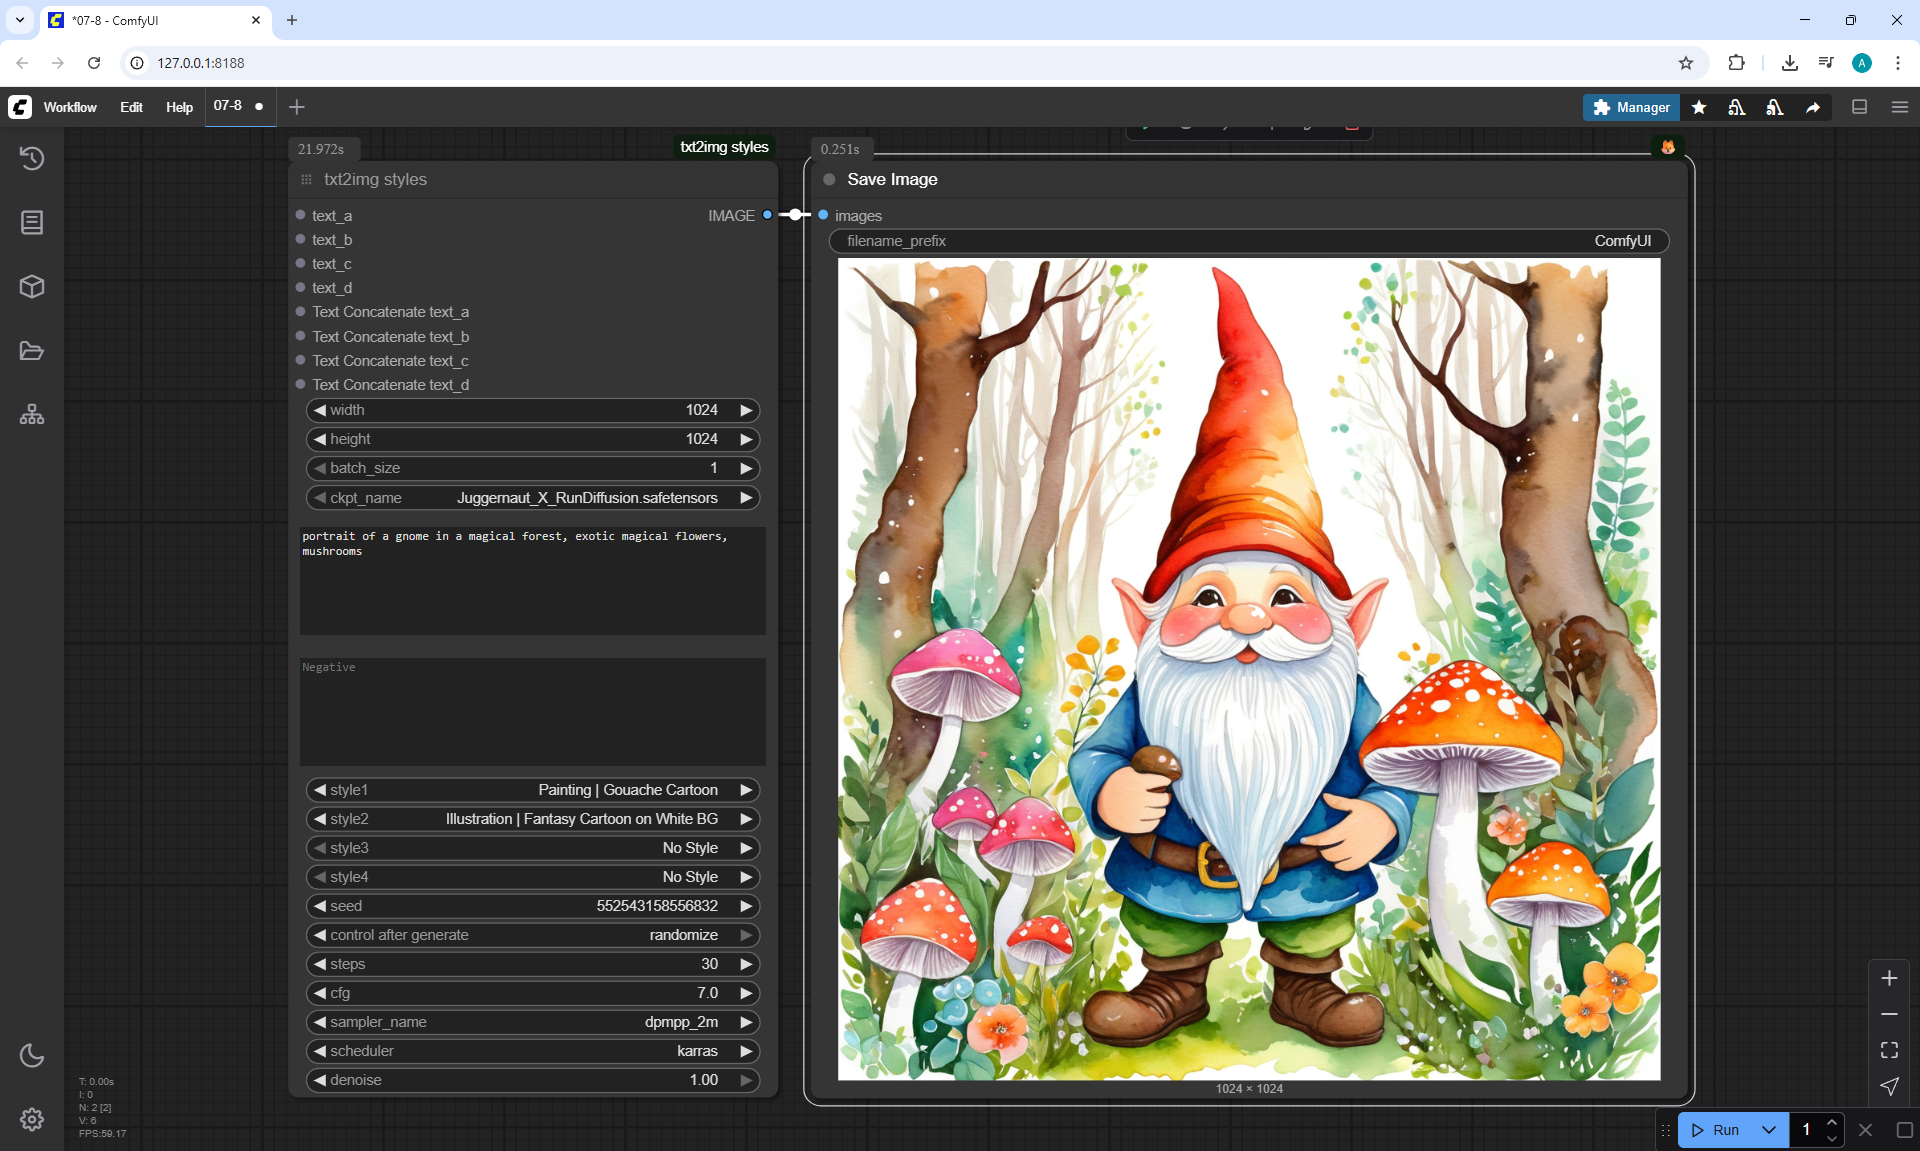 *07-8 - ComfyUI
127.0.0.1:8188
Workflow Edit Help 07-8
Manager
21.972s
txt2img styles
txt2img styles
text_a
IMAGE
text_b
text_c
text_d
Text Concatenate text_a
Text Concatenate text_b
Text Concatenate text_c
Text Concatenate text_d
width 1024
height 1024
batch_size 1
ckpt_name Juggernaut_X_RunDiffusion.safetensors
portrait of a gnome in a magical forest, exotic magical flowers,
mushrooms
Negative
style1 Painting | Gouache Cartoon
style2 Illustration | Fantasy Cartoon on White BG
style3 No Style
style4 No Style
seed 552543158556832
control after generate randomize
steps 30
cfg 7.0
sampler_name dpmpp_2m
scheduler karras
denoise 1.00
0.251s
Save Image
images
filename_prefix ComfyUI
1024 × 1024
T: 0.00s
I: 0
N: 2 [2]
V: 6
FPS:59.17
Run
1
A